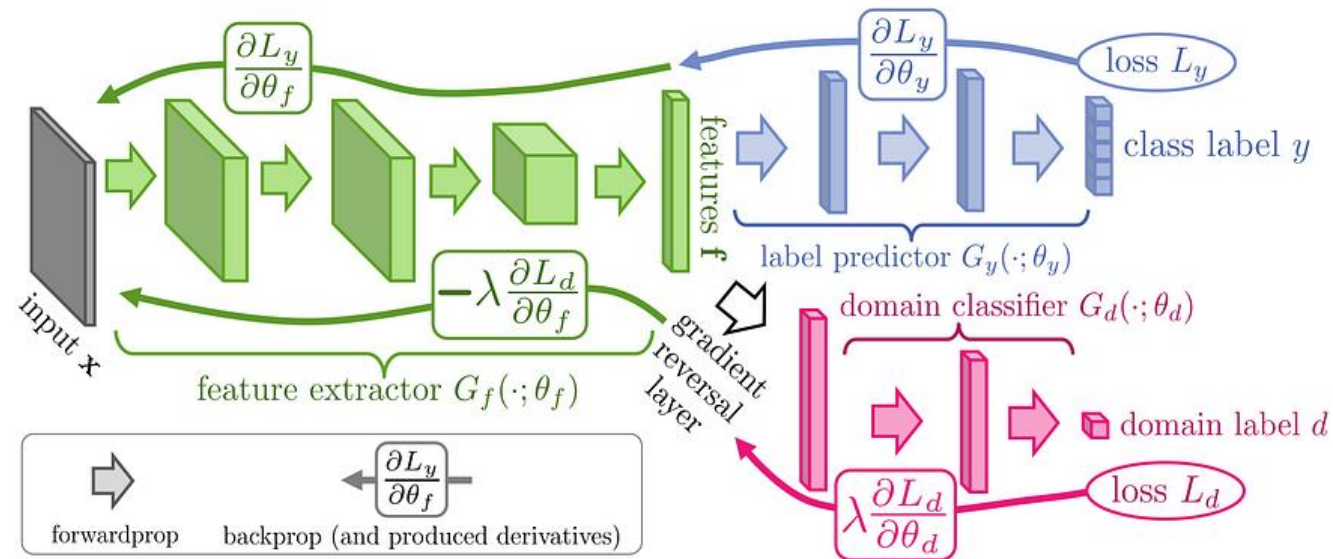 ∂L_y/∂θ_f
∂L_y/∂θ_y
loss L_y
features f
class label y
label predictor G_y(·; θ_y)
input x
−λ ∂L_d/∂θ_f
feature extractor G_f(·; θ_f)
gradient
reversal
layer
domain classifier G_d(·; θ_d)
domain label d
λ ∂L_d/∂θ_d
loss L_d
forwardprop
∂L_y/∂θ_f
backprop (and produced derivatives)